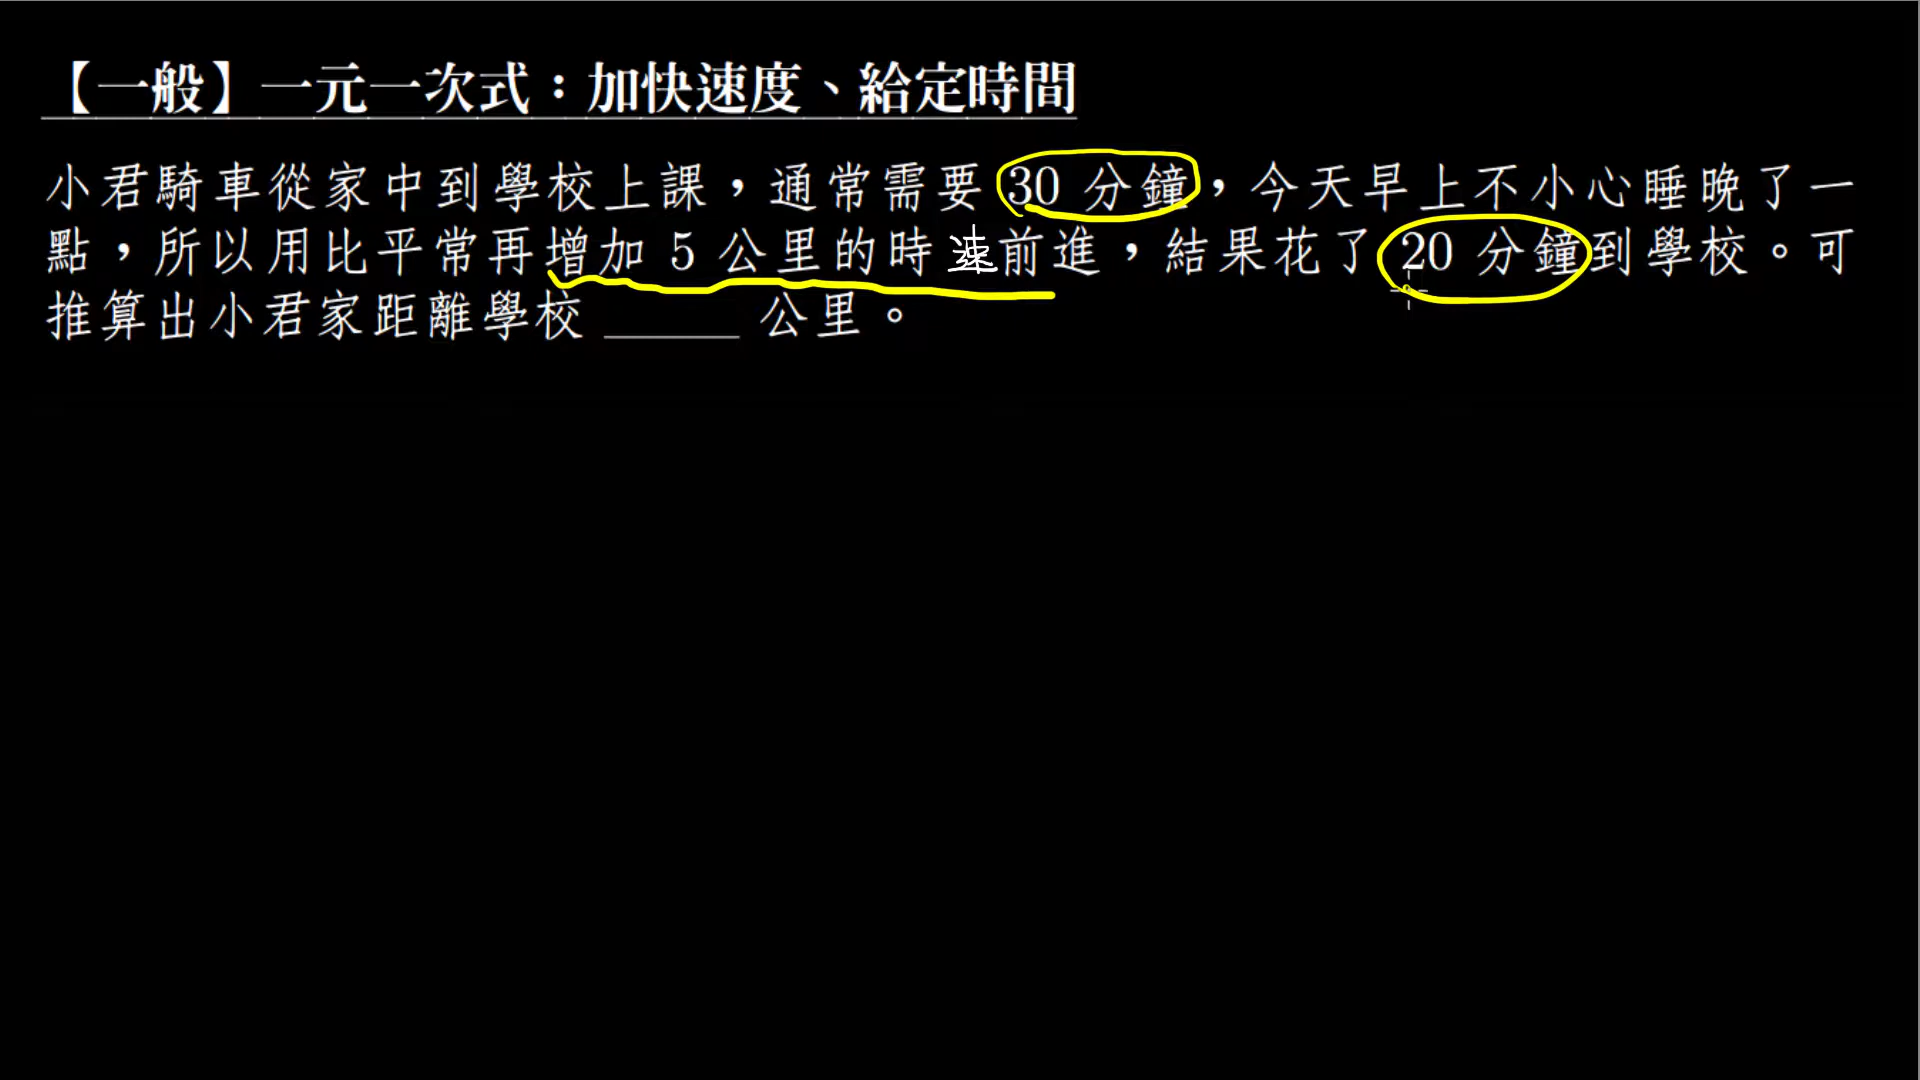 【一般】一元一次式：加快速度、給定時間
小君騎車從家中到學校上課，通常需要 30 分鐘，今天早上不小心睡晚了一
點，所以用比平常再增加 5 公里的時速前進，結果花了 20 分鐘到學校。可
推算出小君家距離學校 ______ 公里。